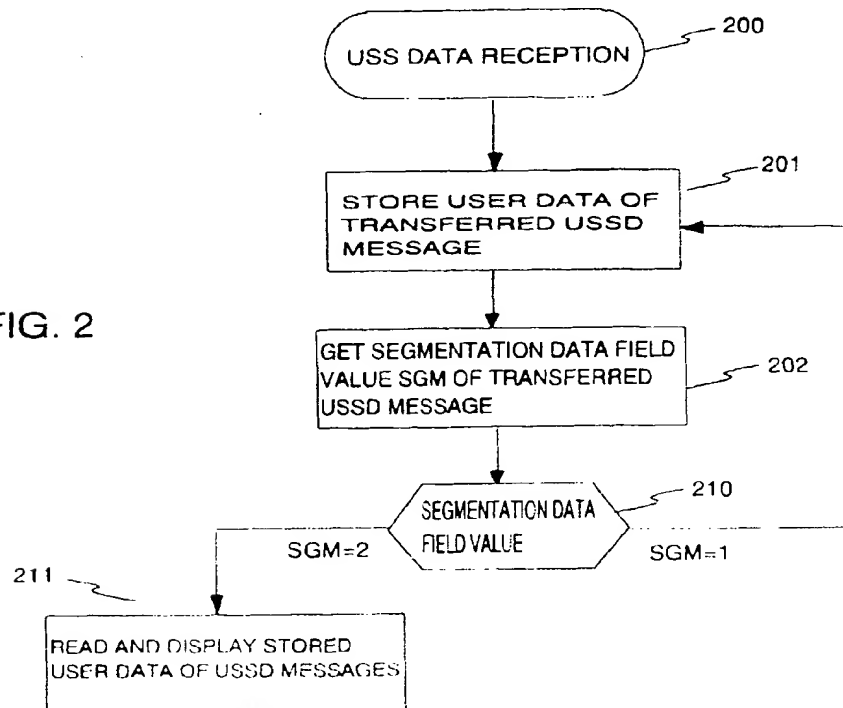 200
USS DATA RECEPTION
201
STORE USER DATA OF
TRANSFERRED USSD
MESSAGE
FIG. 2
GET SEGMENTATION DATA FIELD
VALUE SGM OF TRANSFERRED
USSD MESSAGE
202
210
SEGMENTATION DATA
FIELD VALUE
SGM=2
SGM=1
211
READ AND DISPLAY STORED
USER DATA OF USSD MESSAGES